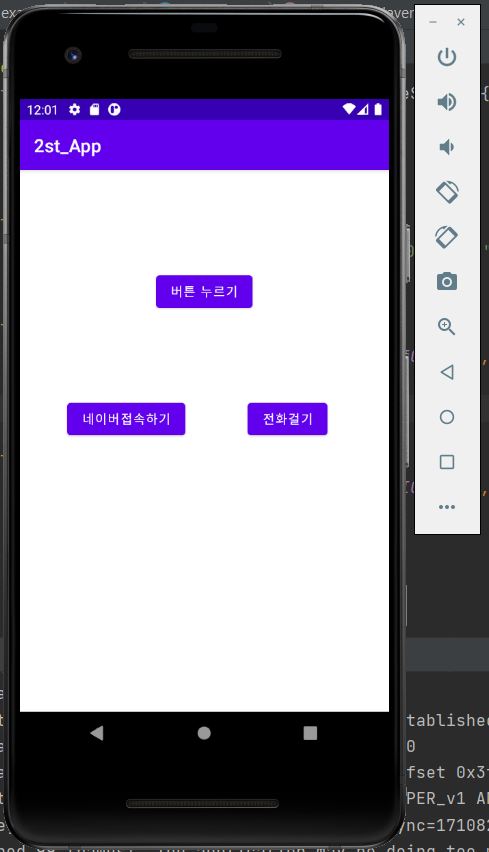 12:01
2st_App
버튼 누르기
네이버접속하기
전화걸기
tablished
0
fset 0x3
PER_v1 A
ync=17108